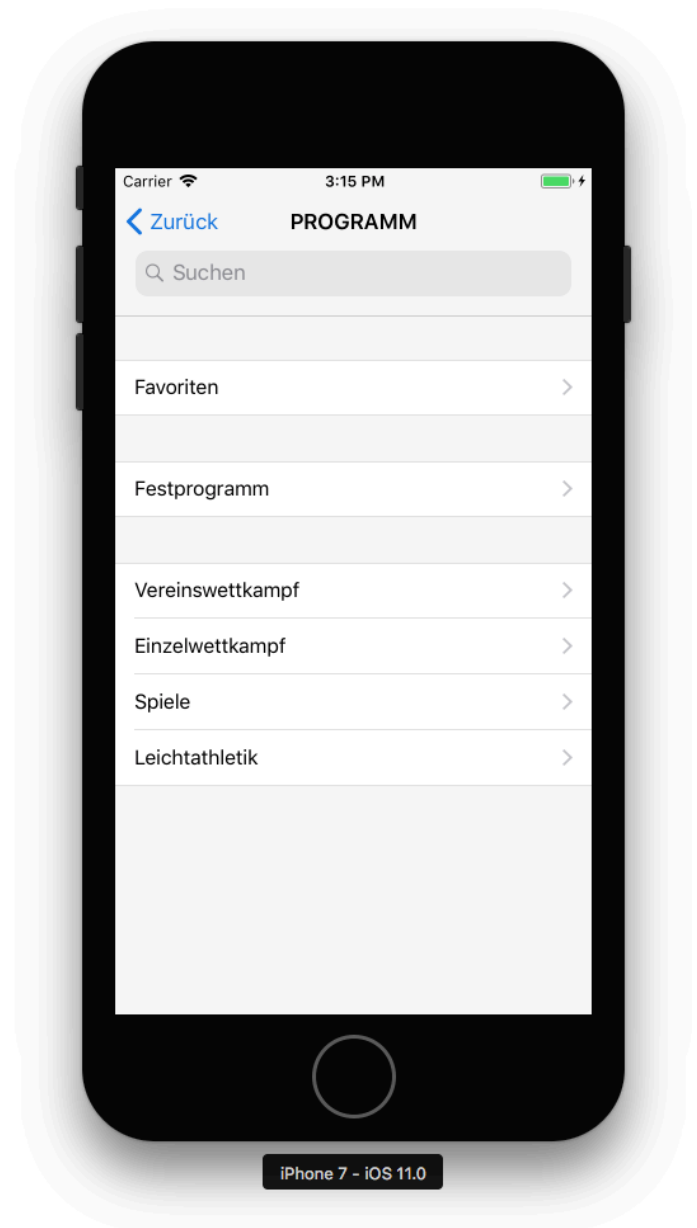 Carrier 3:15 PM
Zurück PROGRAMM
Suchen
Favoriten
Festprogramm
Vereinswettkampf
Einzelwettkampf
Spiele
Leichtathletik
iPhone 7 - iOS 11.0